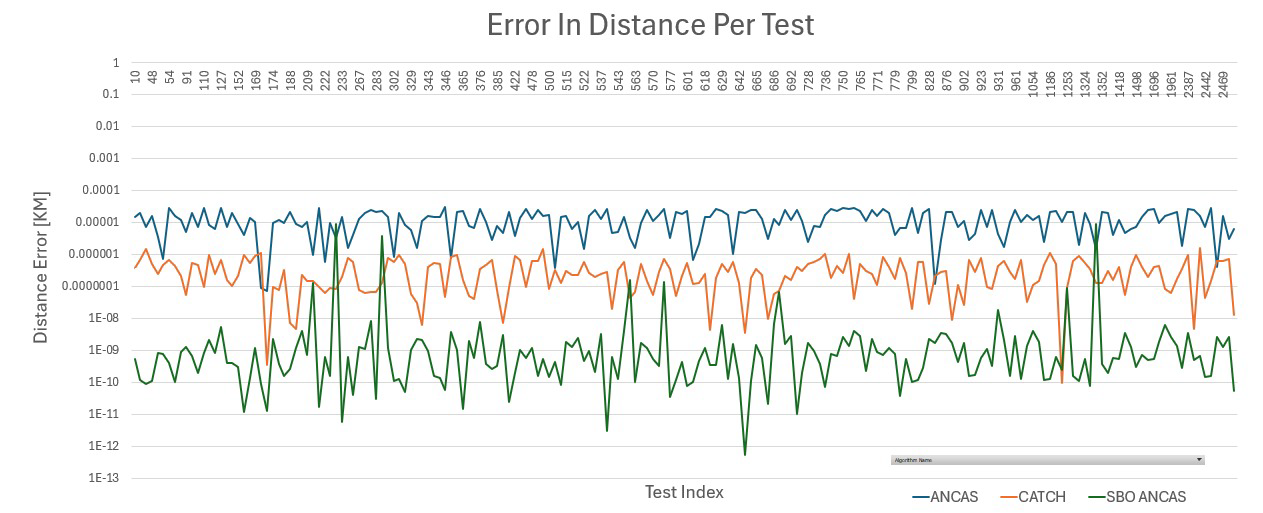 Error In Distance Per Test
1
10 48 54 91 110 127 152 169 174 188 209 222 233 267 283 302 329 343 346 365 376 385 422 478 500 515 522 537 543 563 570 577 601 618 629 642 665 686 692 728 736 750 765 771 779 799 828 876 902 923 931 961 1054 1186 1253 1324 1352 1418 1498 1696 1961 2387 2442 2469
0.1
0.01
0.001
0.0001
0.00001
0.000001
0.0000001
1E-08
1E-09
1E-10
1E-11
1E-12
1E-13
Distance Error [KM]
Algorithm Name
Test Index
ANCAS CATCH SBO ANCAS